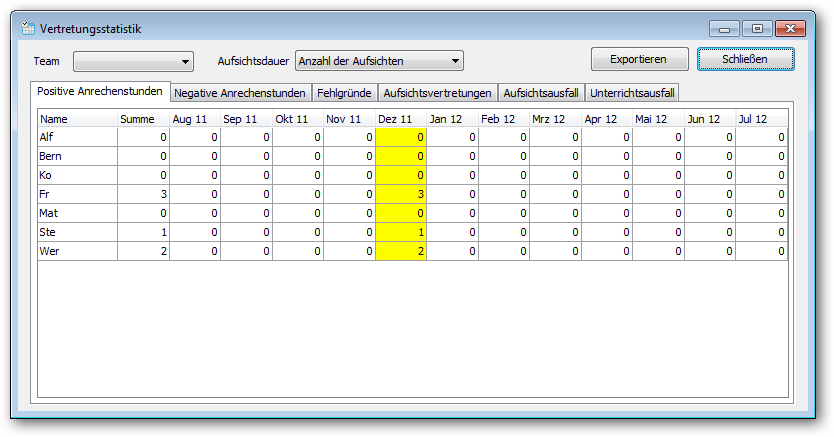 Vertretungsstatistik
Team Aufsichtsdauer Anzahl der Aufsichten Exportieren Schließen
Positive Anrechenstunden Negative Anrechenstunden Fehlgründe Aufsichtsvertretungen Aufsichtsausfall Unterrichtsausfall
Name Summe Aug 11 Sep 11 Okt 11 Nov 11 Dez 11 Jan 12 Feb 12 Mrz 12 Apr 12 Mai 12 Jun 12 Jul 12
Alf 0 0 0 0 0 0 0 0 0 0 0 0 0
Bern 0 0 0 0 0 0 0 0 0 0 0 0 0
Ko 0 0 0 0 0 0 0 0 0 0 0 0 0
Fr 3 0 0 0 0 3 0 0 0 0 0 0 0
Mat 0 0 0 0 0 0 0 0 0 0 0 0 0
Ste 1 0 0 0 0 1 0 0 0 0 0 0 0
Wer 2 0 0 0 0 2 0 0 0 0 0 0 0